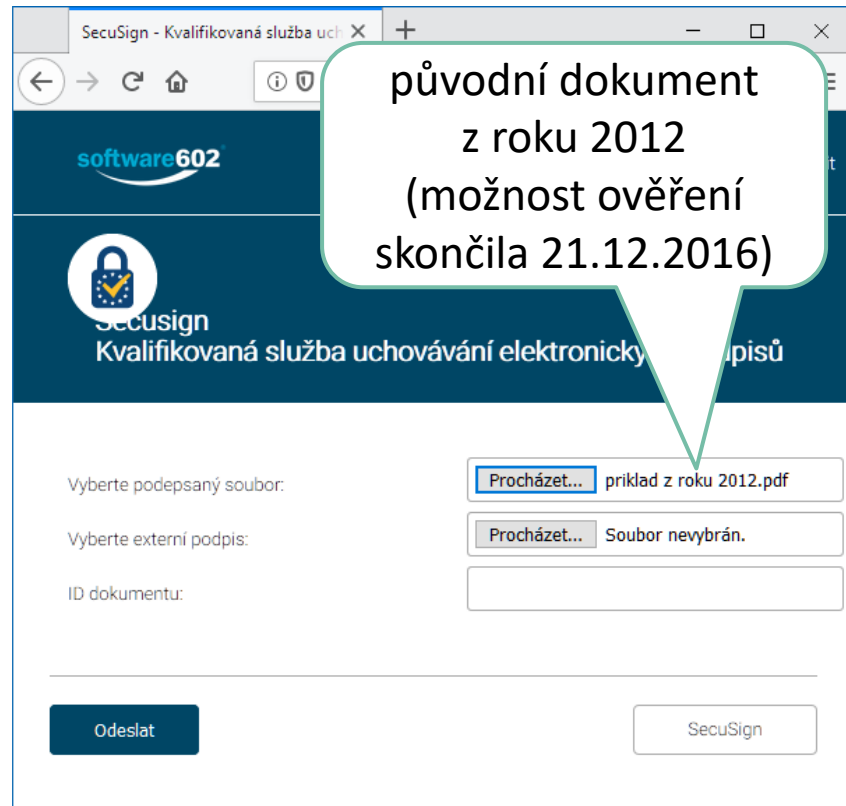 SecuSign - Kvalifikovaná služba uch
původní dokument
z roku 2012
(možnost ověření
skončila 21.12.2016)
software602
it
Secusign
Kvalifikovaná služba uchovávání elektronický pisů
Vyberte podepsaný soubor:
Procházet... priklad z roku 2012.pdf
Vyberte externí podpis:
Procházet... Soubor nevybrán.
ID dokumentu:
Odeslat
SecuSign